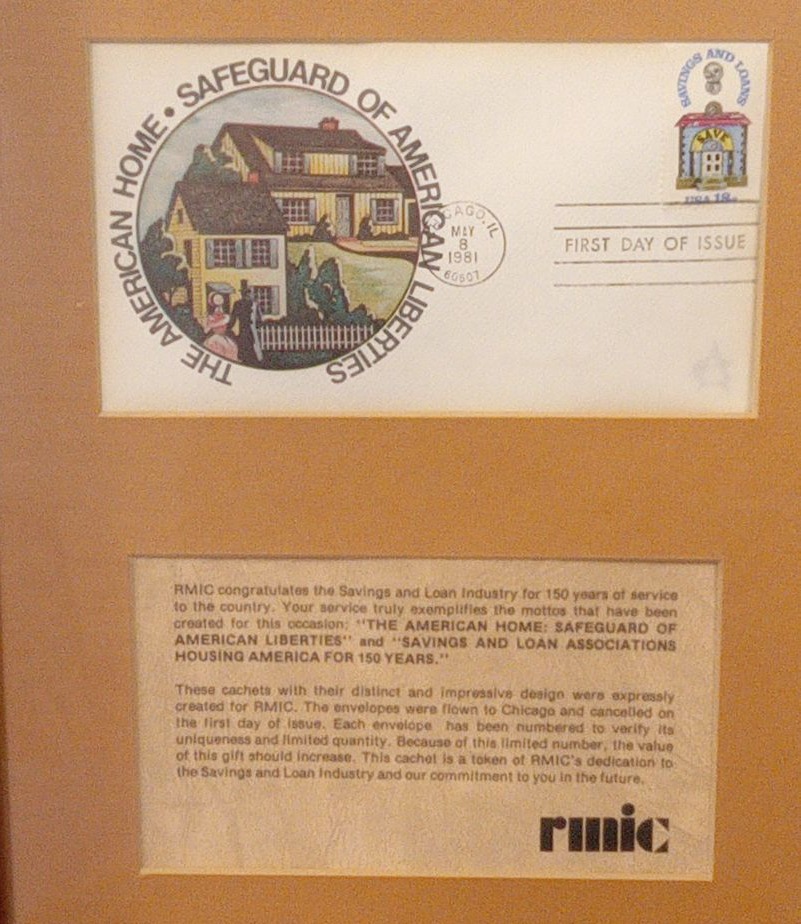 THE AMERICAN HOME • SAFEGUARD OF AMERICAN LIBERTIES
SAVINGS AND LOANS
SAVE
USA 18c
CAGO, IL
MAY
8
1981
60607
FIRST DAY OF ISSUE
RMIC congratulates the Savings and Loan Industry for 150 years of service
to the country. Your service truly exemplifies the mottos that have been
created for this occasion: "THE AMERICAN HOME: SAFEGUARD OF
AMERICAN LIBERTIES" and "SAVINGS AND LOAN ASSOCIATIONS
HOUSING AMERICA FOR 150 YEARS."
These cachets with their distinct and impressive design were expressly
created for RMIC. The envelopes were flown to Chicago and cancelled on
the first day of issue. Each envelope has been numbered to verify its
uniqueness and limited quantity. Because of this limited number, the value
of this gift should increase. This cachet is a token of RMIC's dedication to
the Savings and Loan Industry and our commitment to you in the future.
rmic